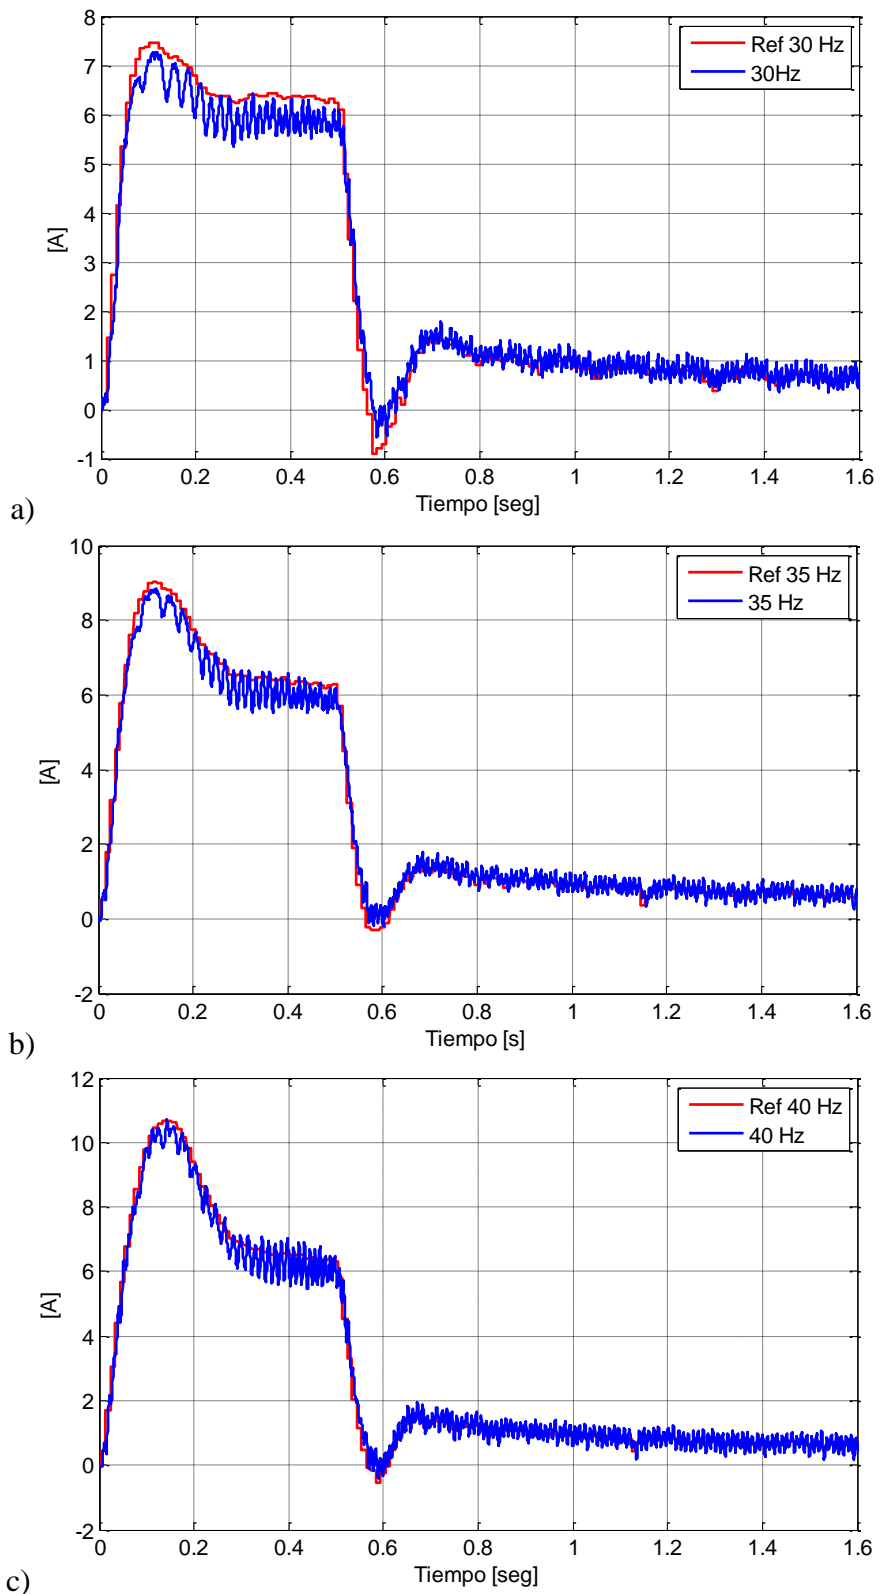 8
7
6
5
4
3
2
1
0
-1
[A]
Ref 30 Hz
30Hz
0 0.2 0.4 0.6 0.8 1 1.2 1.4 1.6
Tiempo [seg]
a)
10
8
6
4
2
0
-2
[A]
Ref 35 Hz
35 Hz
0 0.2 0.4 0.6 0.8 1 1.2 1.4 1.6
Tiempo [s]
b)
12
10
8
6
4
2
0
-2
[A]
Ref 40 Hz
40 Hz
0 0.2 0.4 0.6 0.8 1 1.2 1.4 1.6
Tiempo [seg]
c)